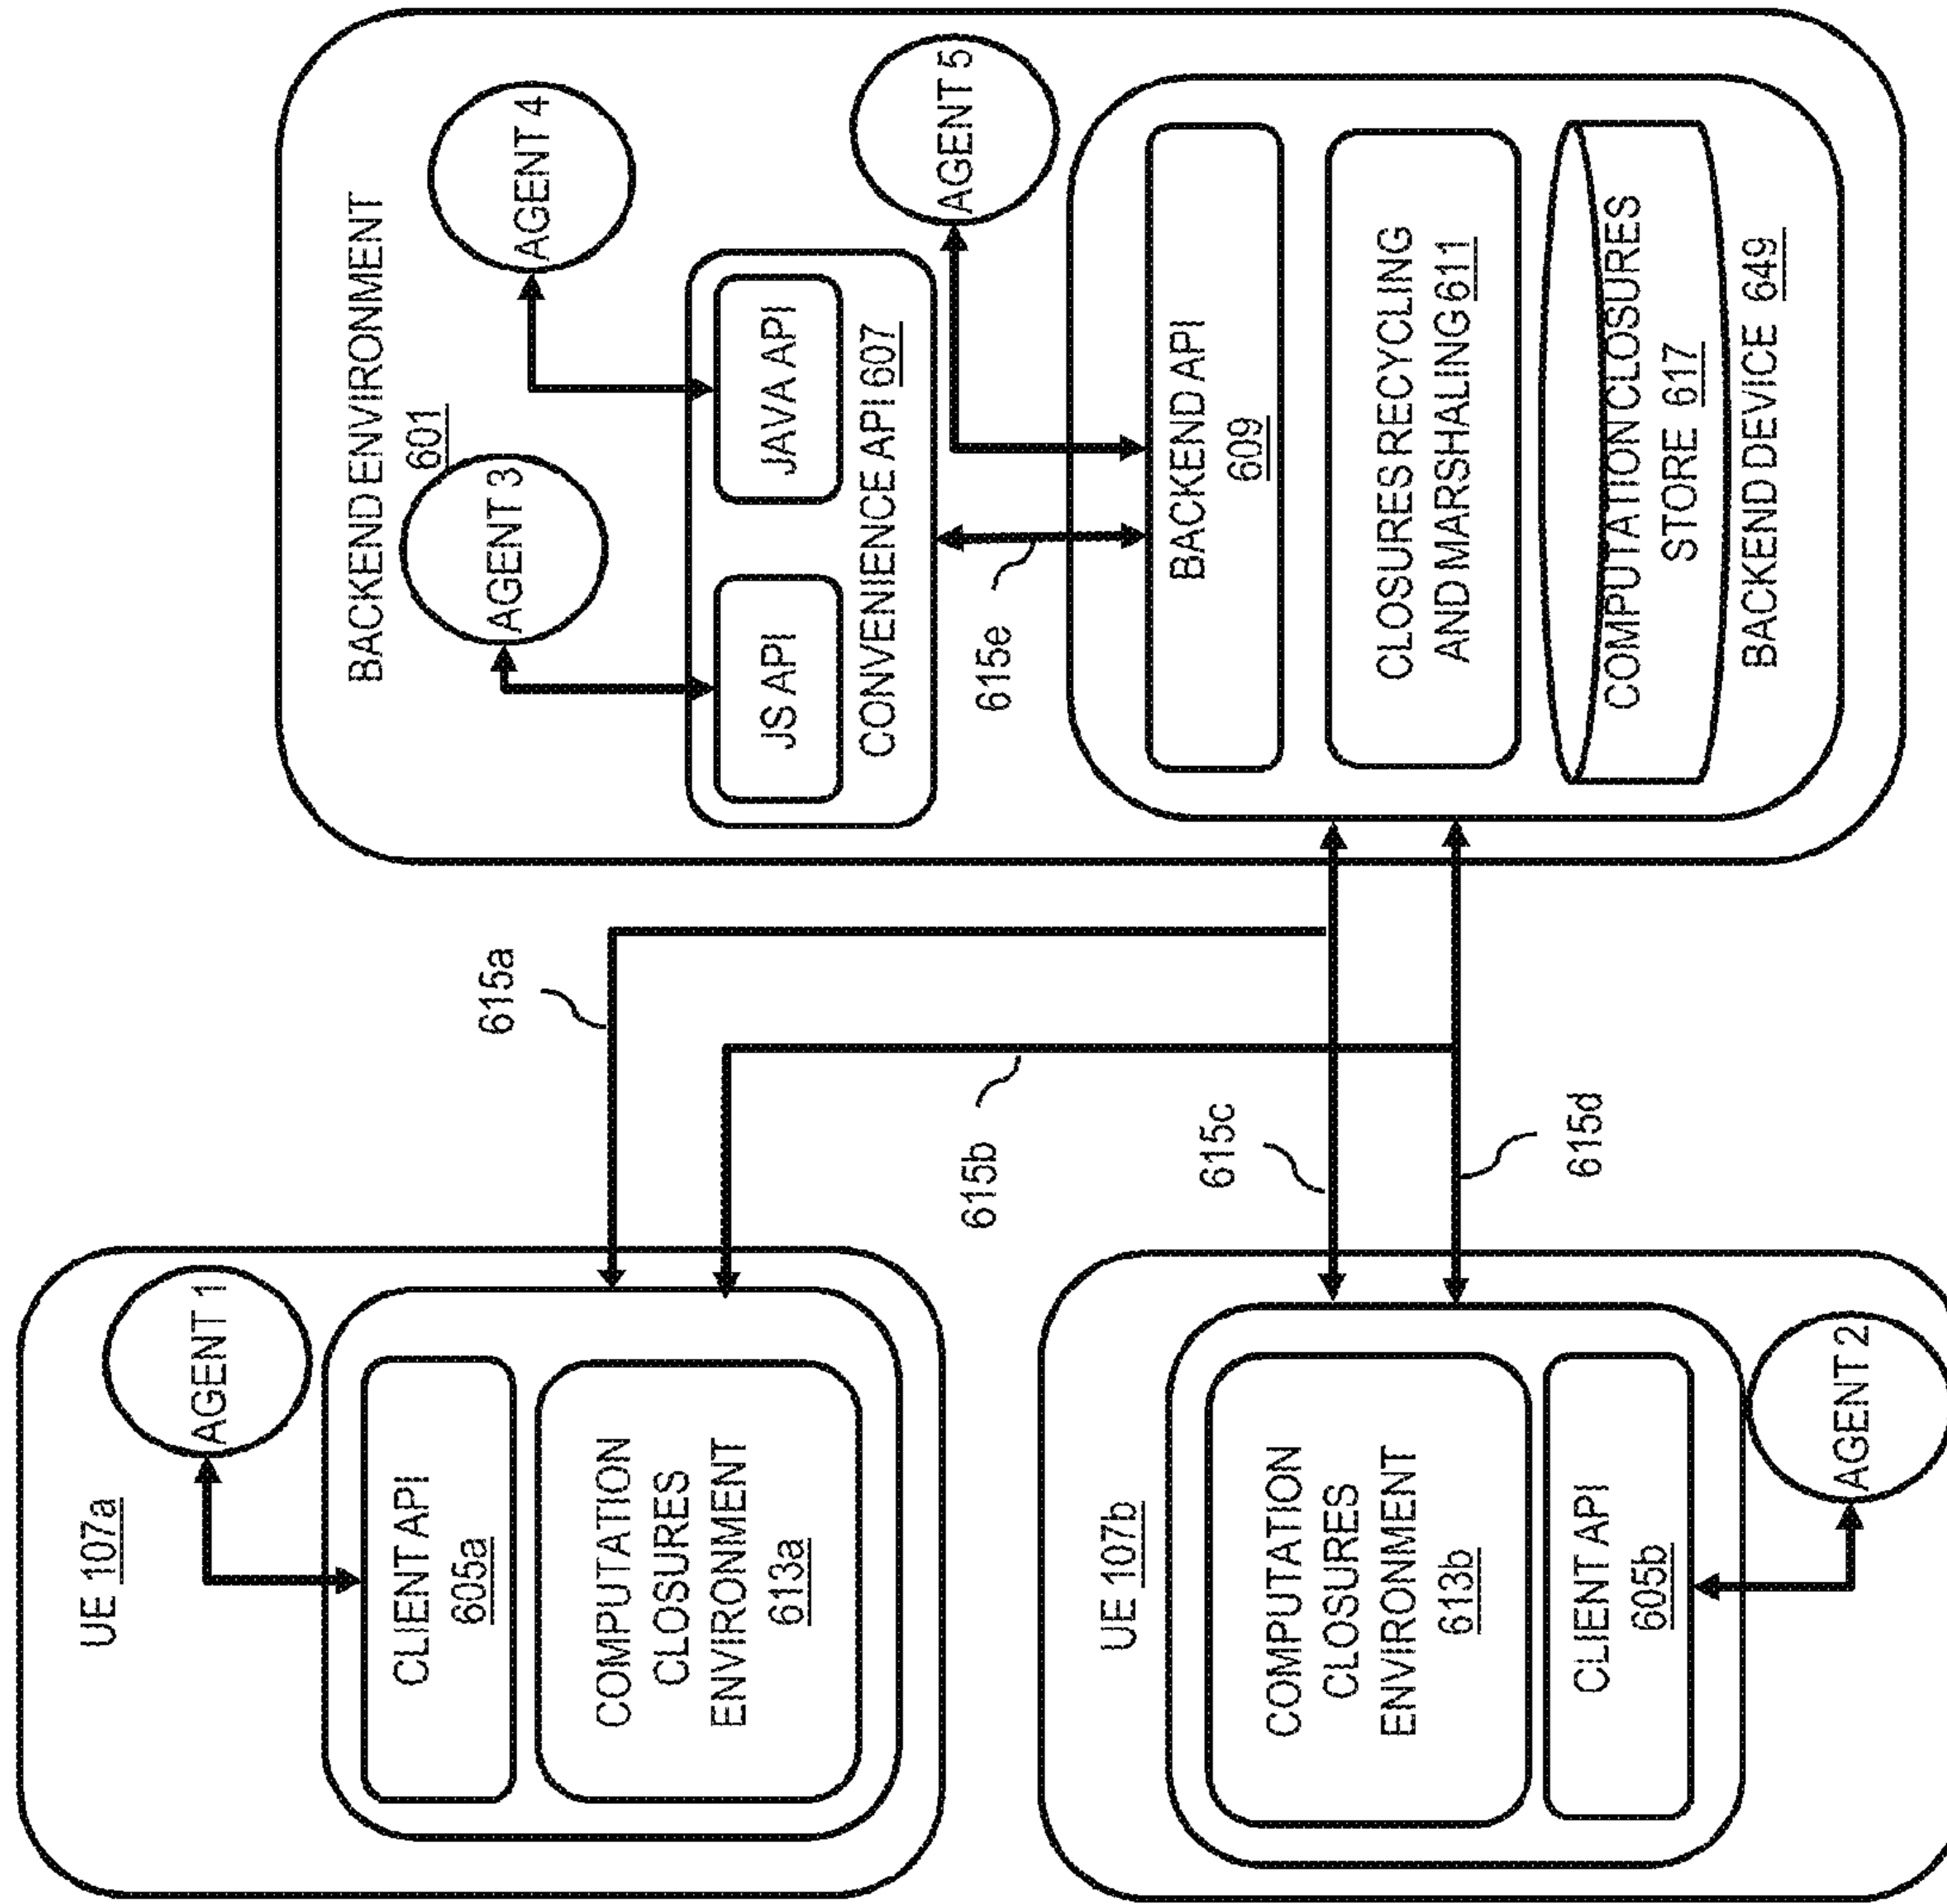 UE 107a
AGENT 1
CLIENT API
605a
COMPUTATION
CLOSURES
ENVIRONMENT
613a
UE 107b
COMPUTATION
CLOSURES
ENVIRONMENT
613b
CLIENT API
605b
AGENT 2
615a
615b
615c
615d
BACKEND ENVIRONMENT
601
AGENT 3
AGENT 4
JS API
JAVA API
CONVENIENCE API 607
AGENT 5
615e
BACKEND API
609
CLOSURES RECYCLING
AND MARSHALING 611
COMPUTATION CLOSURES
STORE 617
BACKEND DEVICE 649